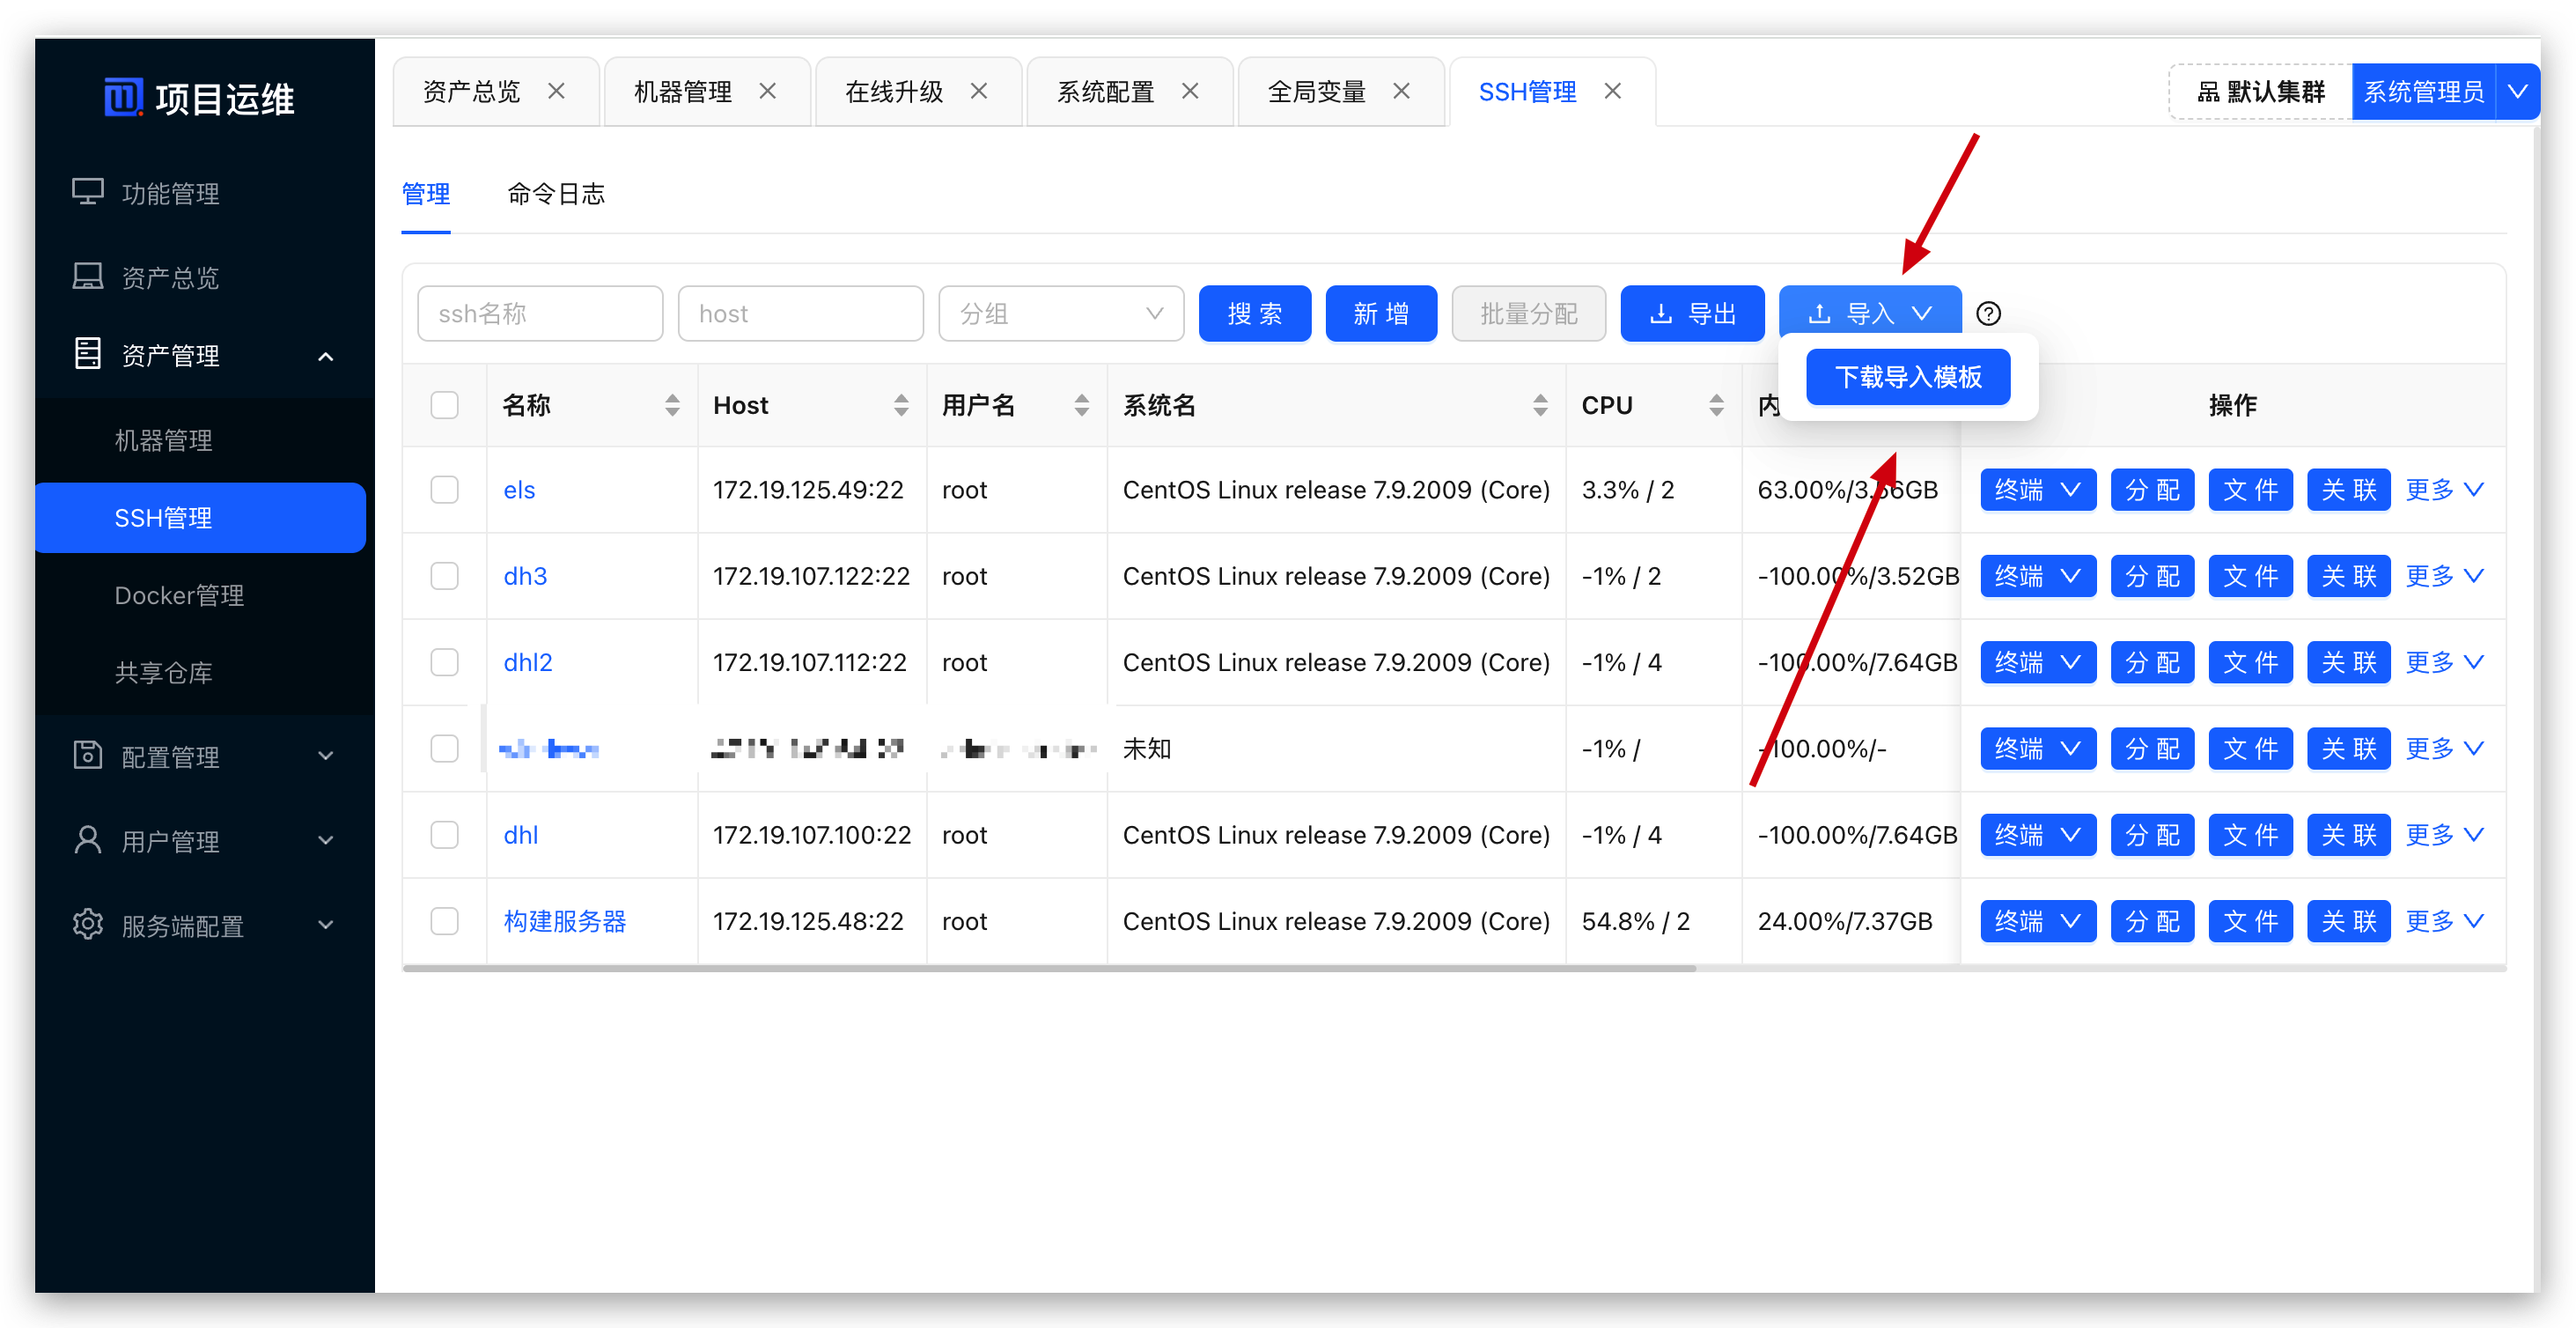 项目运维
资产总览 机器管理 在线升级 系统配置 全局变量 SSH管理 默认集群 系统管理员
功能管理
资产总览
资产管理
机器管理
SSH管理
Docker管理
共享仓库
配置管理
用户管理
服务端配置
管理 命令日志
ssh名称 host 分组 搜 索 新 增 批量分配 导出 导入
下载导入模板
名称 Host 用户名 系统名 CPU 内 操作
els 172.19.125.49:22 root CentOS Linux release 7.9.2009 (Core) 3.3% / 2 63.00%/3.56GB 终端 分 配 文 件 关 联 更多
dh3 172.19.107.122:22 root CentOS Linux release 7.9.2009 (Core) -1% / 2 -100.00%/3.52GB 终端 分 配 文 件 关 联 更多
dhl2 172.19.107.112:22 root CentOS Linux release 7.9.2009 (Core) -1% / 4 -100.00%/7.64GB 终端 分 配 文 件 关 联 更多
未知 -1% / -100.00%/- 终端 分 配 文 件 关 联 更多
dhl 172.19.107.100:22 root CentOS Linux release 7.9.2009 (Core) -1% / 4 -100.00%/7.64GB 终端 分 配 文 件 关 联 更多
构建服务器 172.19.125.48:22 root CentOS Linux release 7.9.2009 (Core) 54.8% / 2 24.00%/7.37GB 终端 分 配 文 件 关 联 更多